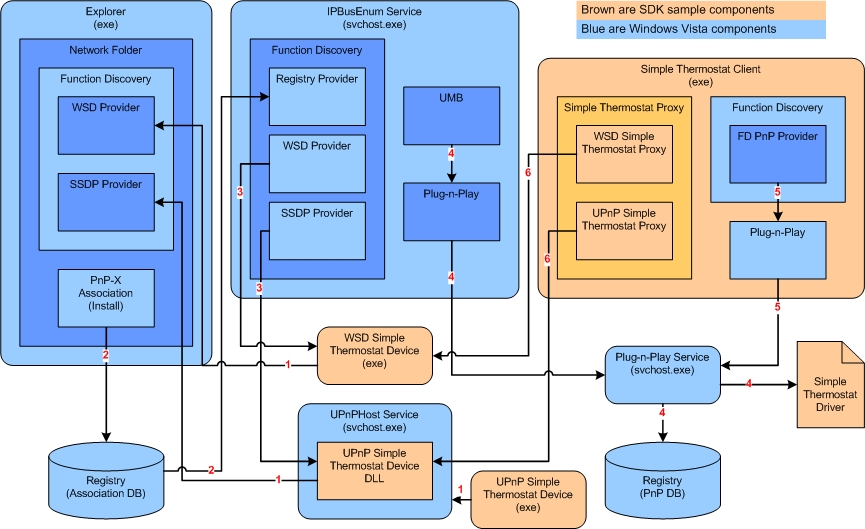 Explorer
(exe)
Network Folder
Function Discovery
WSD Provider
SSDP Provider
PnP-X
Association
(Install)
IPBusEnum Service
(svchost.exe)
Function Discovery
Registry Provider
WSD Provider
SSDP Provider
UMB
4
Plug-n-Play
Brown are SDK sample components
Blue are Windows Vista components
Simple Thermostat Client
(exe)
Simple Thermostat Proxy
WSD Simple
Thermostat Proxy
UPnP Simple
Thermostat Proxy
Function Discovery
FD PnP Provider
5
Plug-n-Play
6
6
3
3
4
5
2
1
WSD Simple
Thermostat Device
(exe)
Plug-n-Play Service
(svchost.exe)
4
Simple
Thermostat
Driver
4
UPnPHost Service
(svchost.exe)
UPnP Simple
Thermostat Device
DLL
2
1
1
Registry
(Association DB)
UPnP Simple
Thermostat Device
(exe)
Registry
(PnP DB)